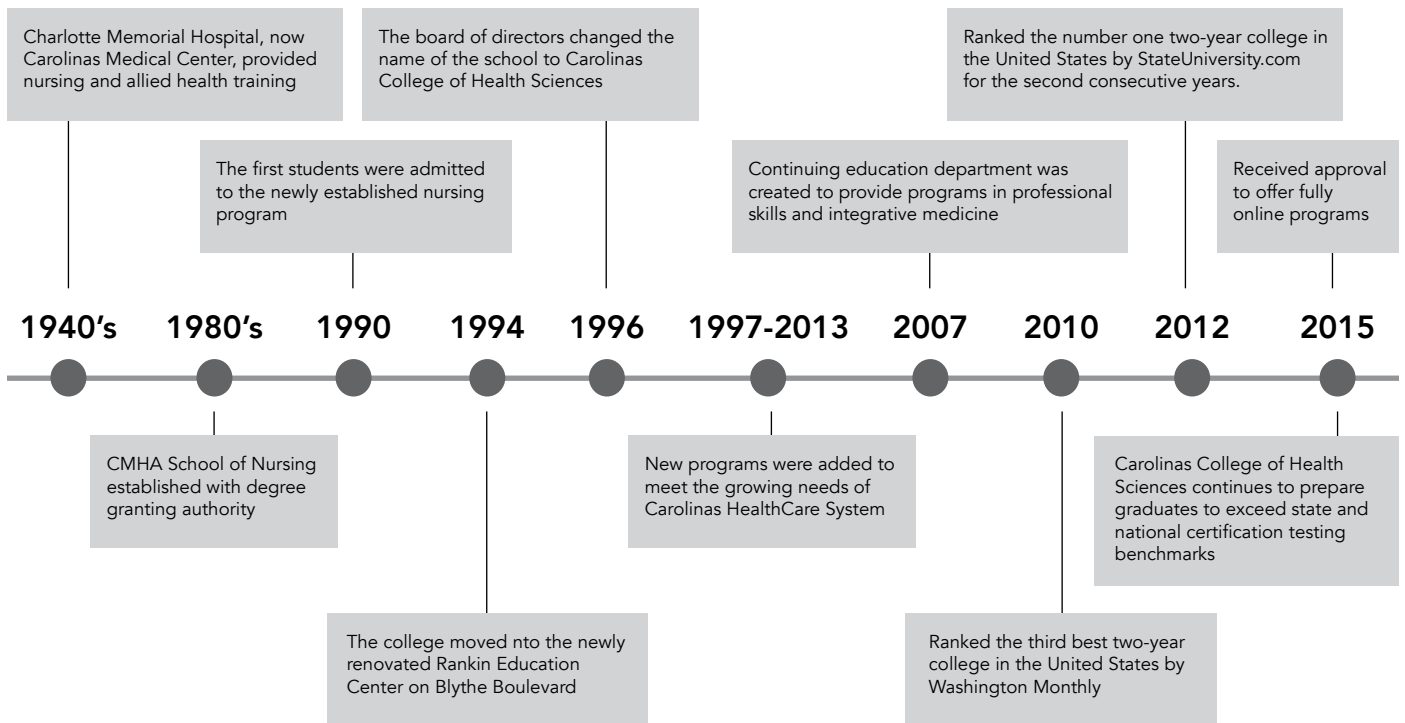 Charlotte Memorial Hospital, now
Carolinas Medical Center, provided
nursing and allied health training
The board of directors changed the
name of the school to Carolinas
College of Health Sciences
Ranked the number one two-year college in
the United States by StateUniversity.com
for the second consecutive years.
The first students were admitted
to the newly established nursing
program
Continuing education department was
created to provide programs in professional
skills and integrative medicine
Received approval
to offer fully
online programs
1940's 1980's 1990 1994 1996 1997-2013 2007 2010 2012 2015
CMHA School of Nursing
established with degree
granting authority
New programs were added to
meet the growing needs of
Carolinas HealthCare System
Carolinas College of Health
Sciences continues to prepare
graduates to exceed state and
national certification testing
benchmarks
The college moved nto the newly
renovated Rankin Education
Center on Blythe Boulevard
Ranked the third best two-year
college in the United States by
Washington Monthly